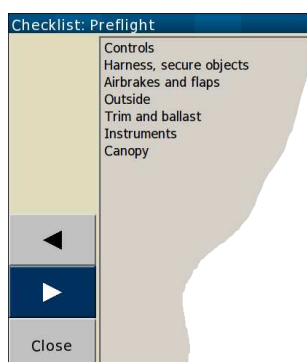 Checklist: Preflight
Controls
Harness, secure objects
Airbrakes and flaps
Outside
Trim and ballast
Instruments
Canopy
Close